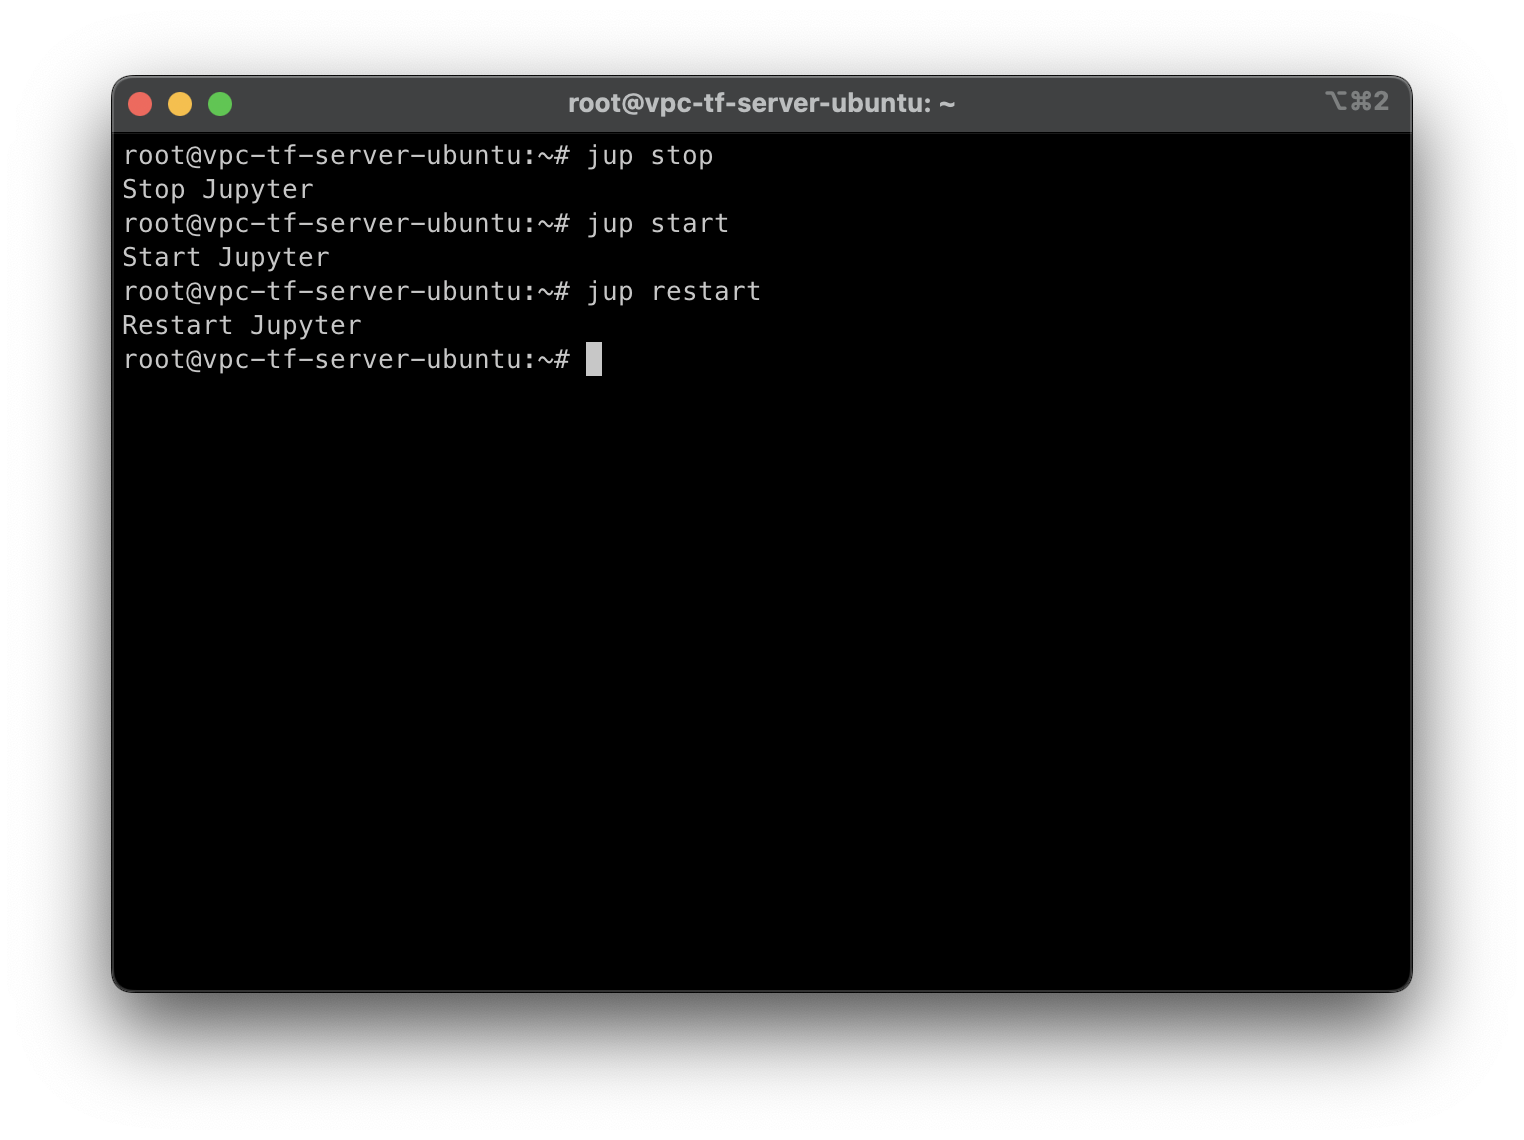 root@vpc-tf-server-ubuntu: ~
⌥⌘2
root@vpc-tf-server-ubuntu:~# jup stop
Stop Jupyter
root@vpc-tf-server-ubuntu:~# jup start
Start Jupyter
root@vpc-tf-server-ubuntu:~# jup restart
Restart Jupyter
root@vpc-tf-server-ubuntu:~#